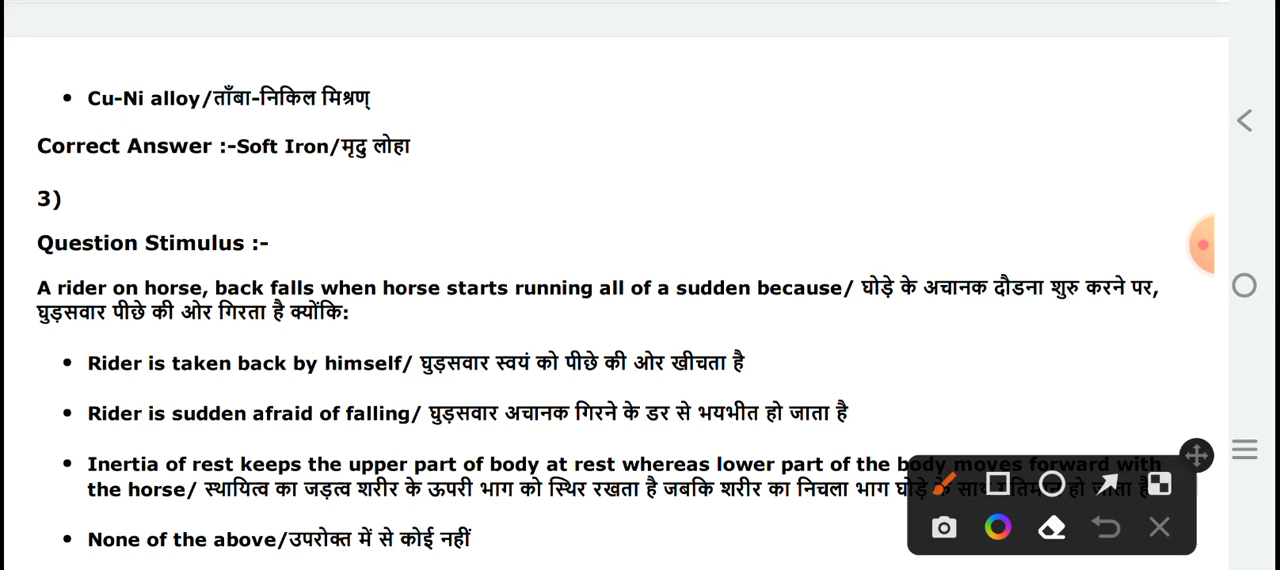 • Cu-Ni alloy/ताँबा-निकिल मिश्रण्
Correct Answer :-Soft Iron/मृदु लोहा
3)
Question Stimulus :-
A rider on horse, back falls when horse starts running all of a sudden because/ घोड़े के अचानक दौडना शुरु करने पर,
घुड़सवार पीछे की ओर गिरता है क्योंकि:
• Rider is taken back by himself/ घुड़सवार स्वयं को पीछे की ओर खीचता है
• Rider is sudden afraid of falling/ घुड़सवार अचानक गिरने के डर से भयभीत हो जाता है
• Inertia of rest keeps the upper part of body at rest whereas lower part of the body moves forward with
the horse/ स्थायित्व का जड़त्व शरीर के ऊपरी भाग को स्थिर रखता है जबकि शरीर का निचला भाग घोड़े के साथ गतिमान हो जाता है
• None of the above/उपरोक्त में से कोई नहीं